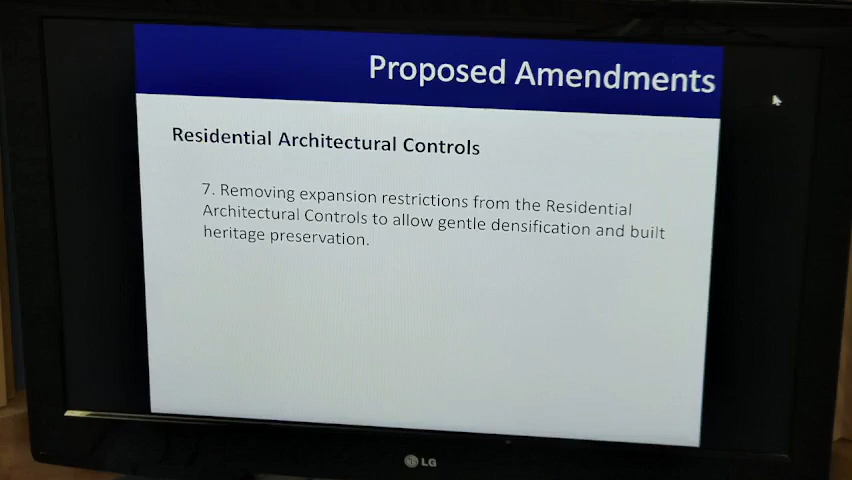 Proposed Amendments
Residential Architectural Controls
7. Removing expansion restrictions from the Residential
Architectural Controls to allow gentle densification and built
heritage preservation.
LG